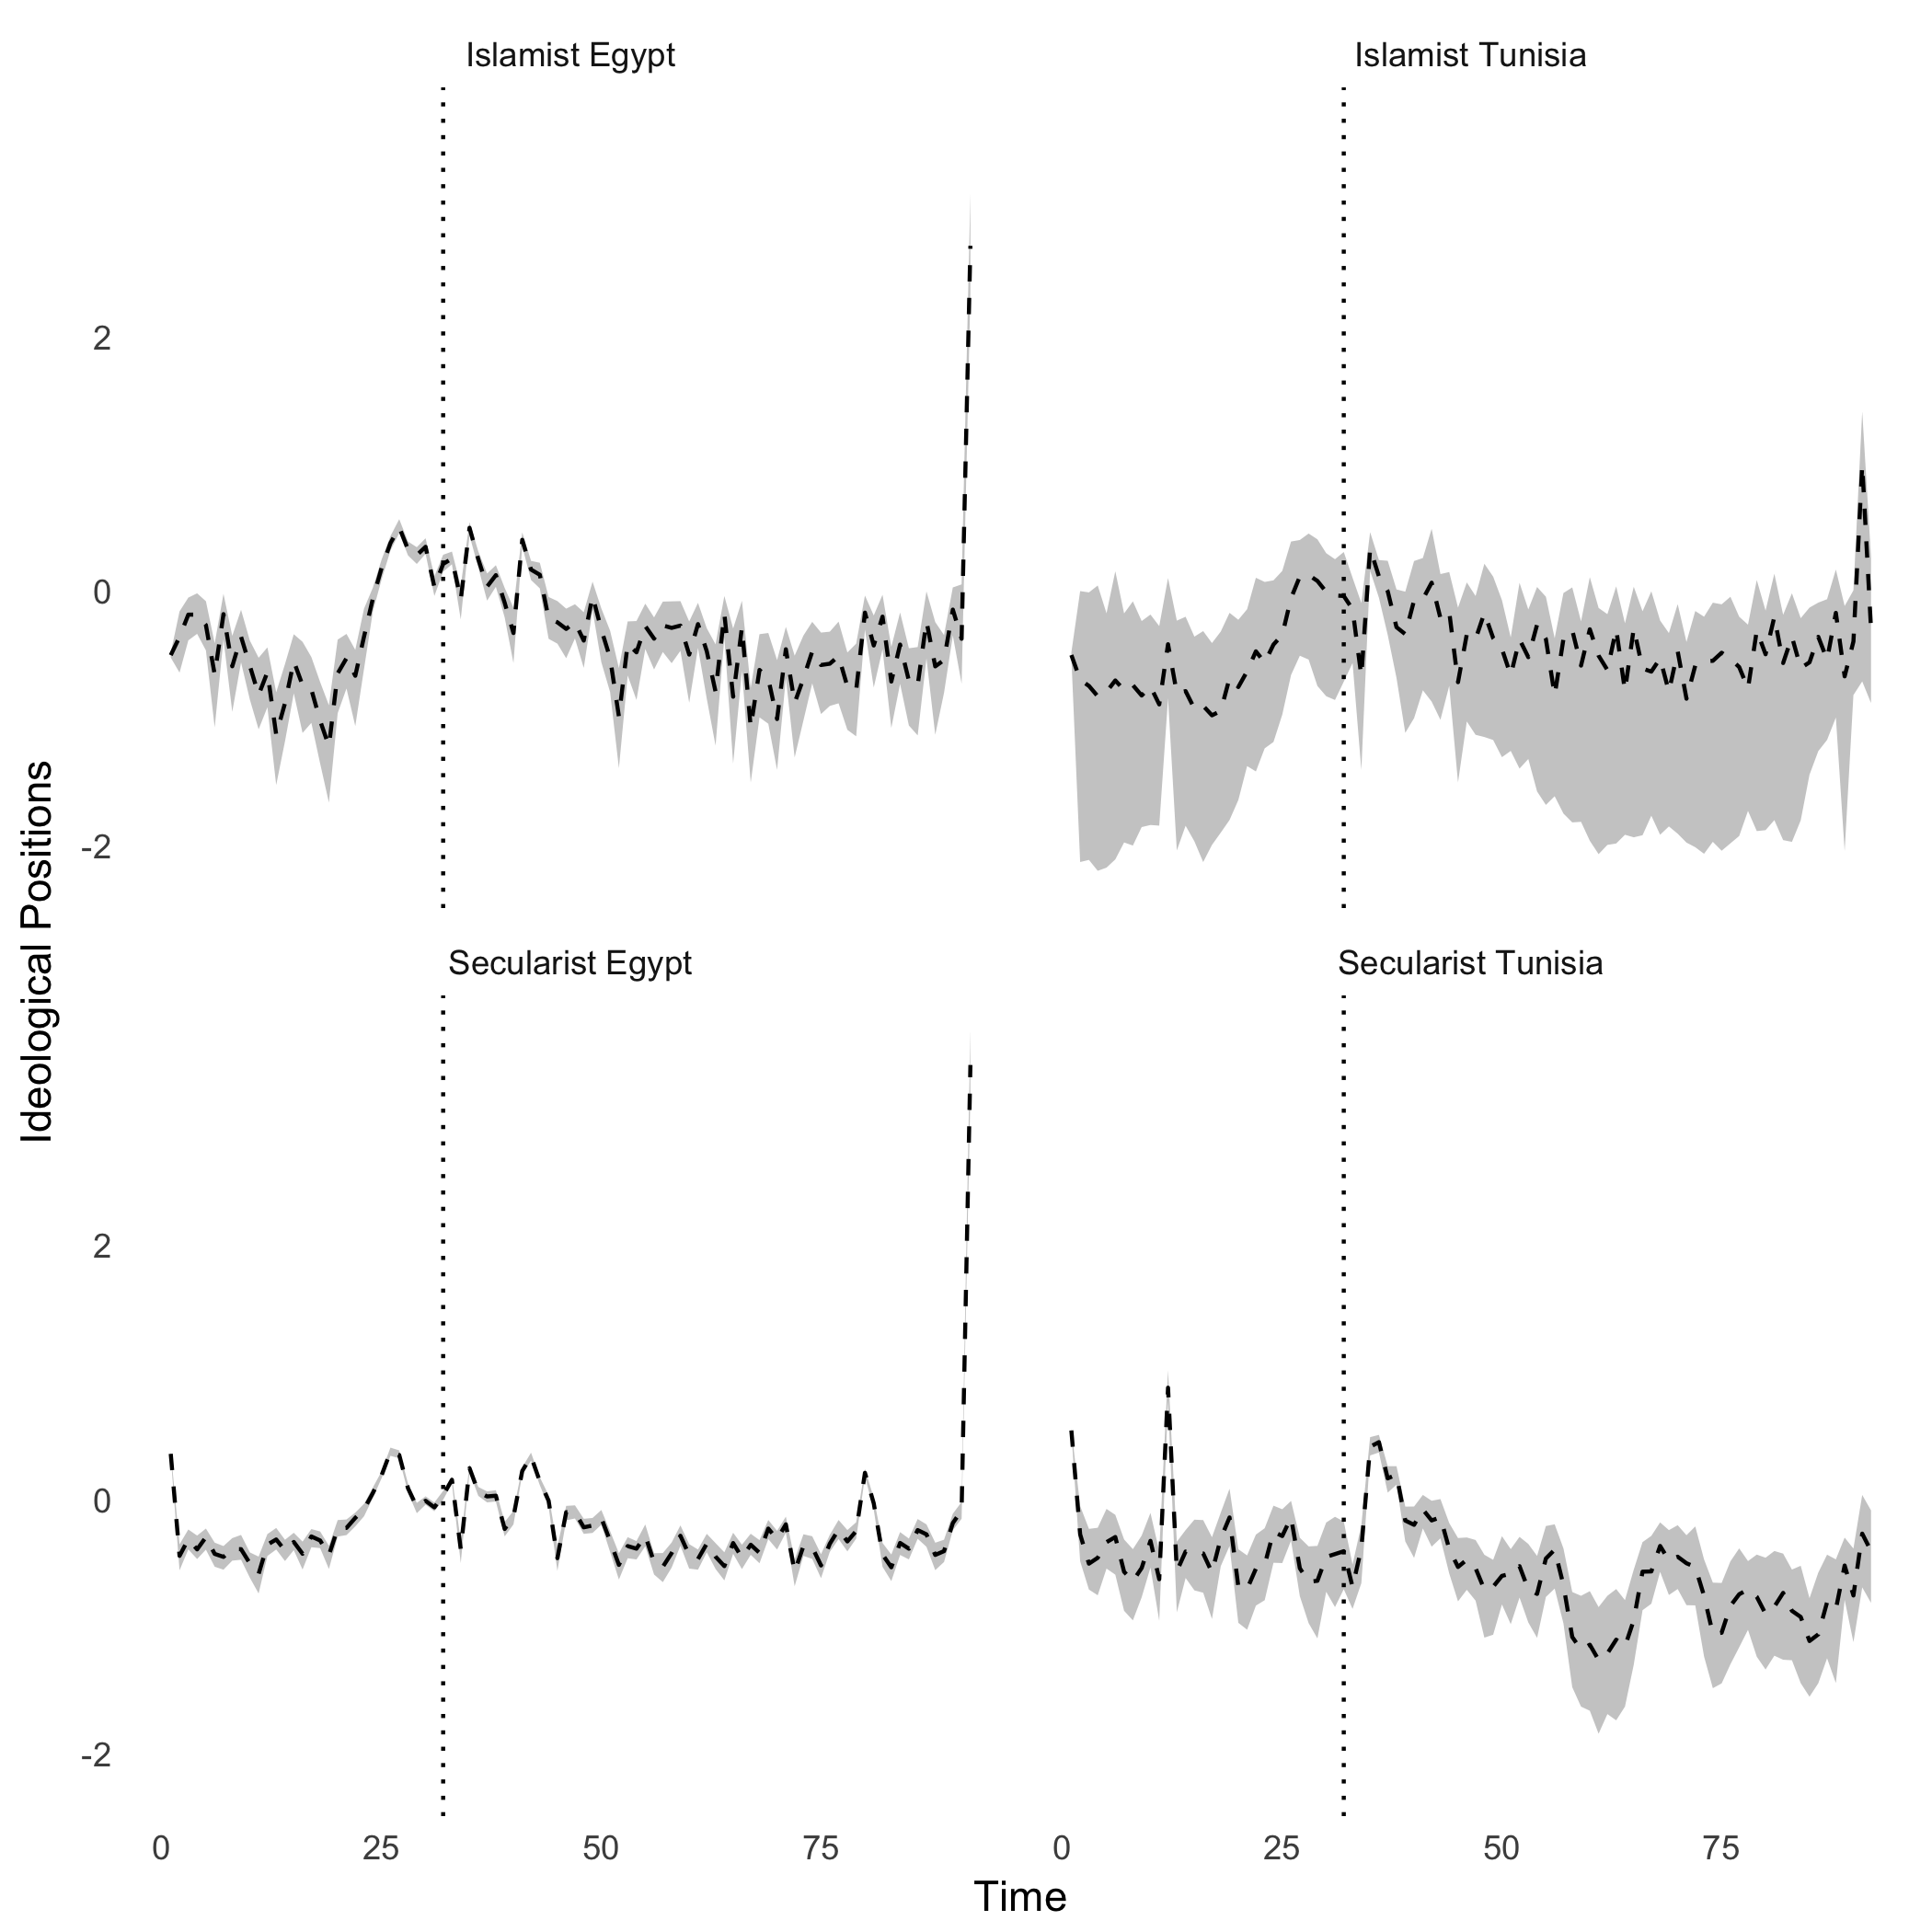 Islamist Egypt
Islamist Tunisia
2
0
-2
Ideological Positions
Secularist Egypt
Secularist Tunisia
2
0
-2
0 25 50 75
0 25 50 75
Time